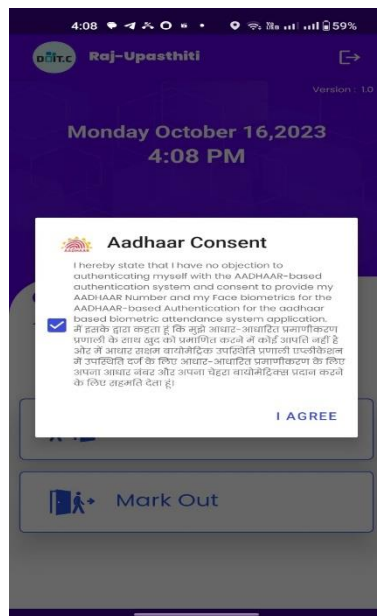 4:08 59%
DOIT.C Raj-Upasthiti
Version : 1.0
Monday October 16,2023
4:08 PM
AADHAAR Aadhaar Consent
I hereby state that I have no objection to
authenticating myself with the AADHAAR-based
authentication system and consent to provide my
AADHAAR Number and my Face biometrics for the
AADHAAR-based Authentication for the aadhaar
based biometric attendance system application.
में इसके द्वारा कहता हूं कि मुझे आधार-आधारित प्रमाणीकरण
प्रणाली के साथ खुद को प्रमाणित करने में कोई आपति नहीं है
ओर में आधार सक्षम बायोमेट्रिक उपस्थिति प्रणाली एप्लीकेशन
में उपस्थिति दर्ज के लिए आधार-आधारित प्रमाणीकरण के लिए
अपना आधार नंबर और अपना चेहरा बायोमेट्रिक्स प्रदान करने
के लिए सहमति देता हूं।
I AGREE
Mark Out